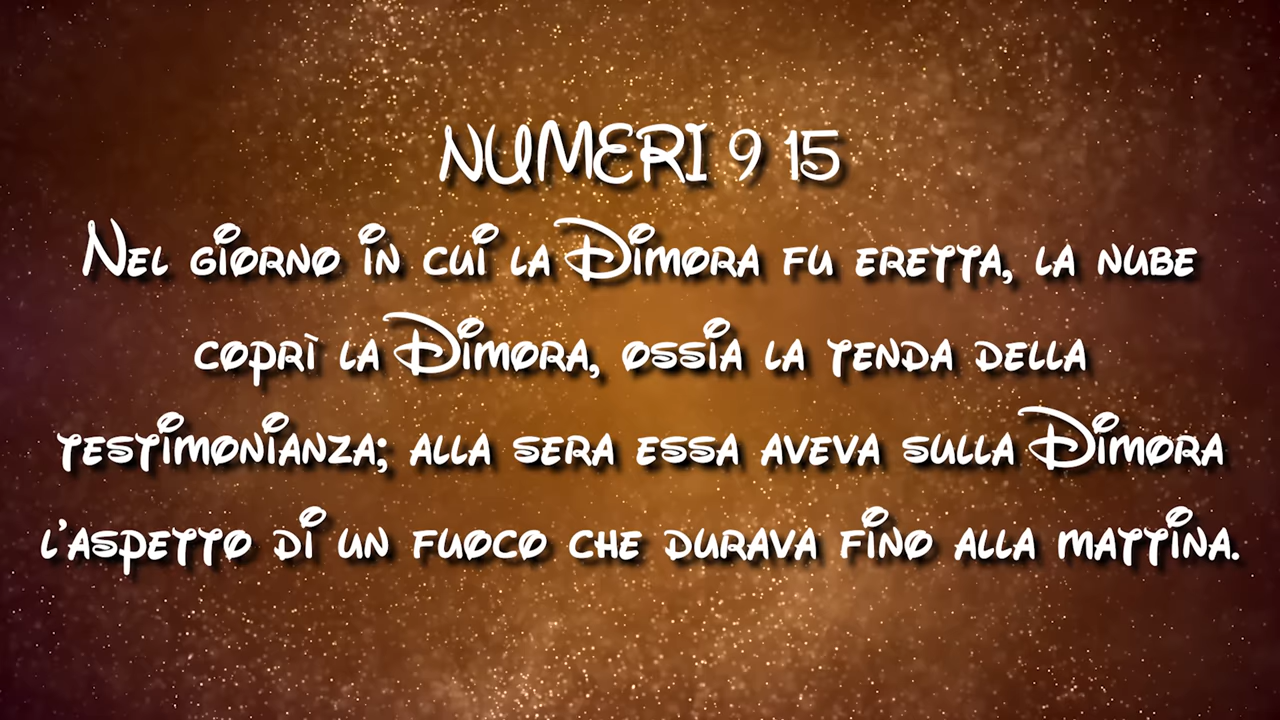 NUMERI 9 15
Nel giorno in cui la Dimora fu eretta, la nube
coprì la Dimora, ossia la tenda della
testimonianza; alla sera essa aveva sulla Dimora
l'aspetto di un fuoco che durava fino alla mattina.